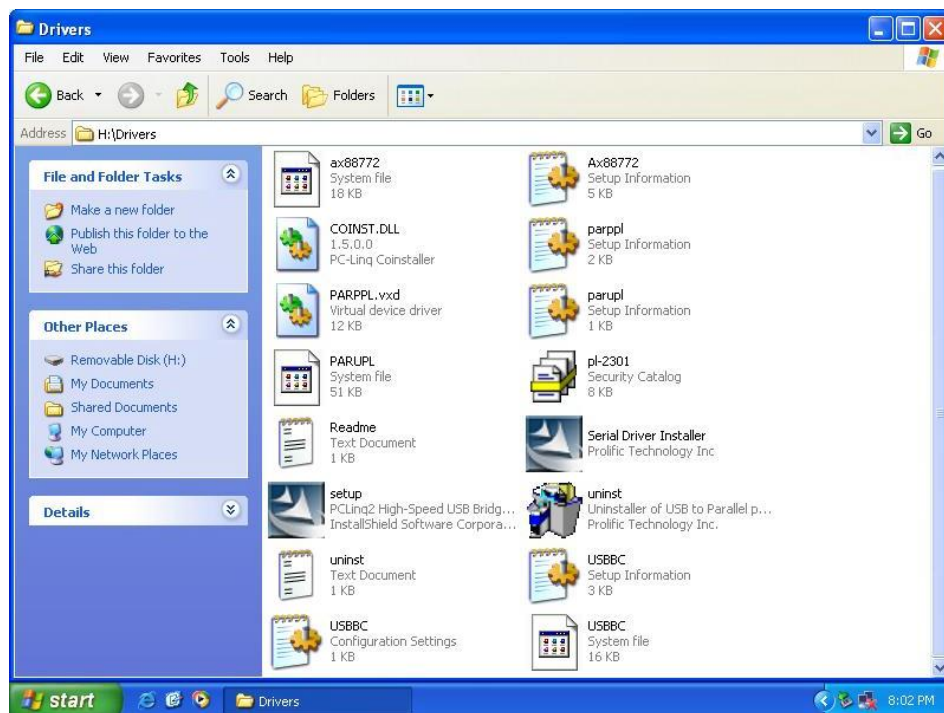 Drivers
File Edit View Favorites Tools Help
Back Search Folders
Address H:\Drivers Go
File and Folder Tasks
Make a new folder
Publish this folder to the
Web
Share this folder
Other Places
Removable Disk (H:)
My Documents
Shared Documents
My Computer
My Network Places
Details
ax88772
System file
18 KB
Ax88772
Setup Information
5 KB
COINST.DLL
1.5.0.0
PC-Linq Coinstaller
parppl
Setup Information
2 KB
PARPPL.vxd
Virtual device driver
12 KB
parupl
Setup Information
1 KB
PARUPL
System file
51 KB
pl-2301
Security Catalog
8 KB
Readme
Text Document
1 KB
Serial Driver Installer
Prolific Technology Inc
setup
PCLinq2 High-Speed USB Bridg...
InstallShield Software Corpora...
uninst
Uninstaller of USB to Parallel p...
Prolific Technology Inc.
uninst
Text Document
1 KB
USBBC
Setup Information
3 KB
USBBC
Configuration Settings
1 KB
USBBC
System file
16 KB
start Drivers 8:02 PM